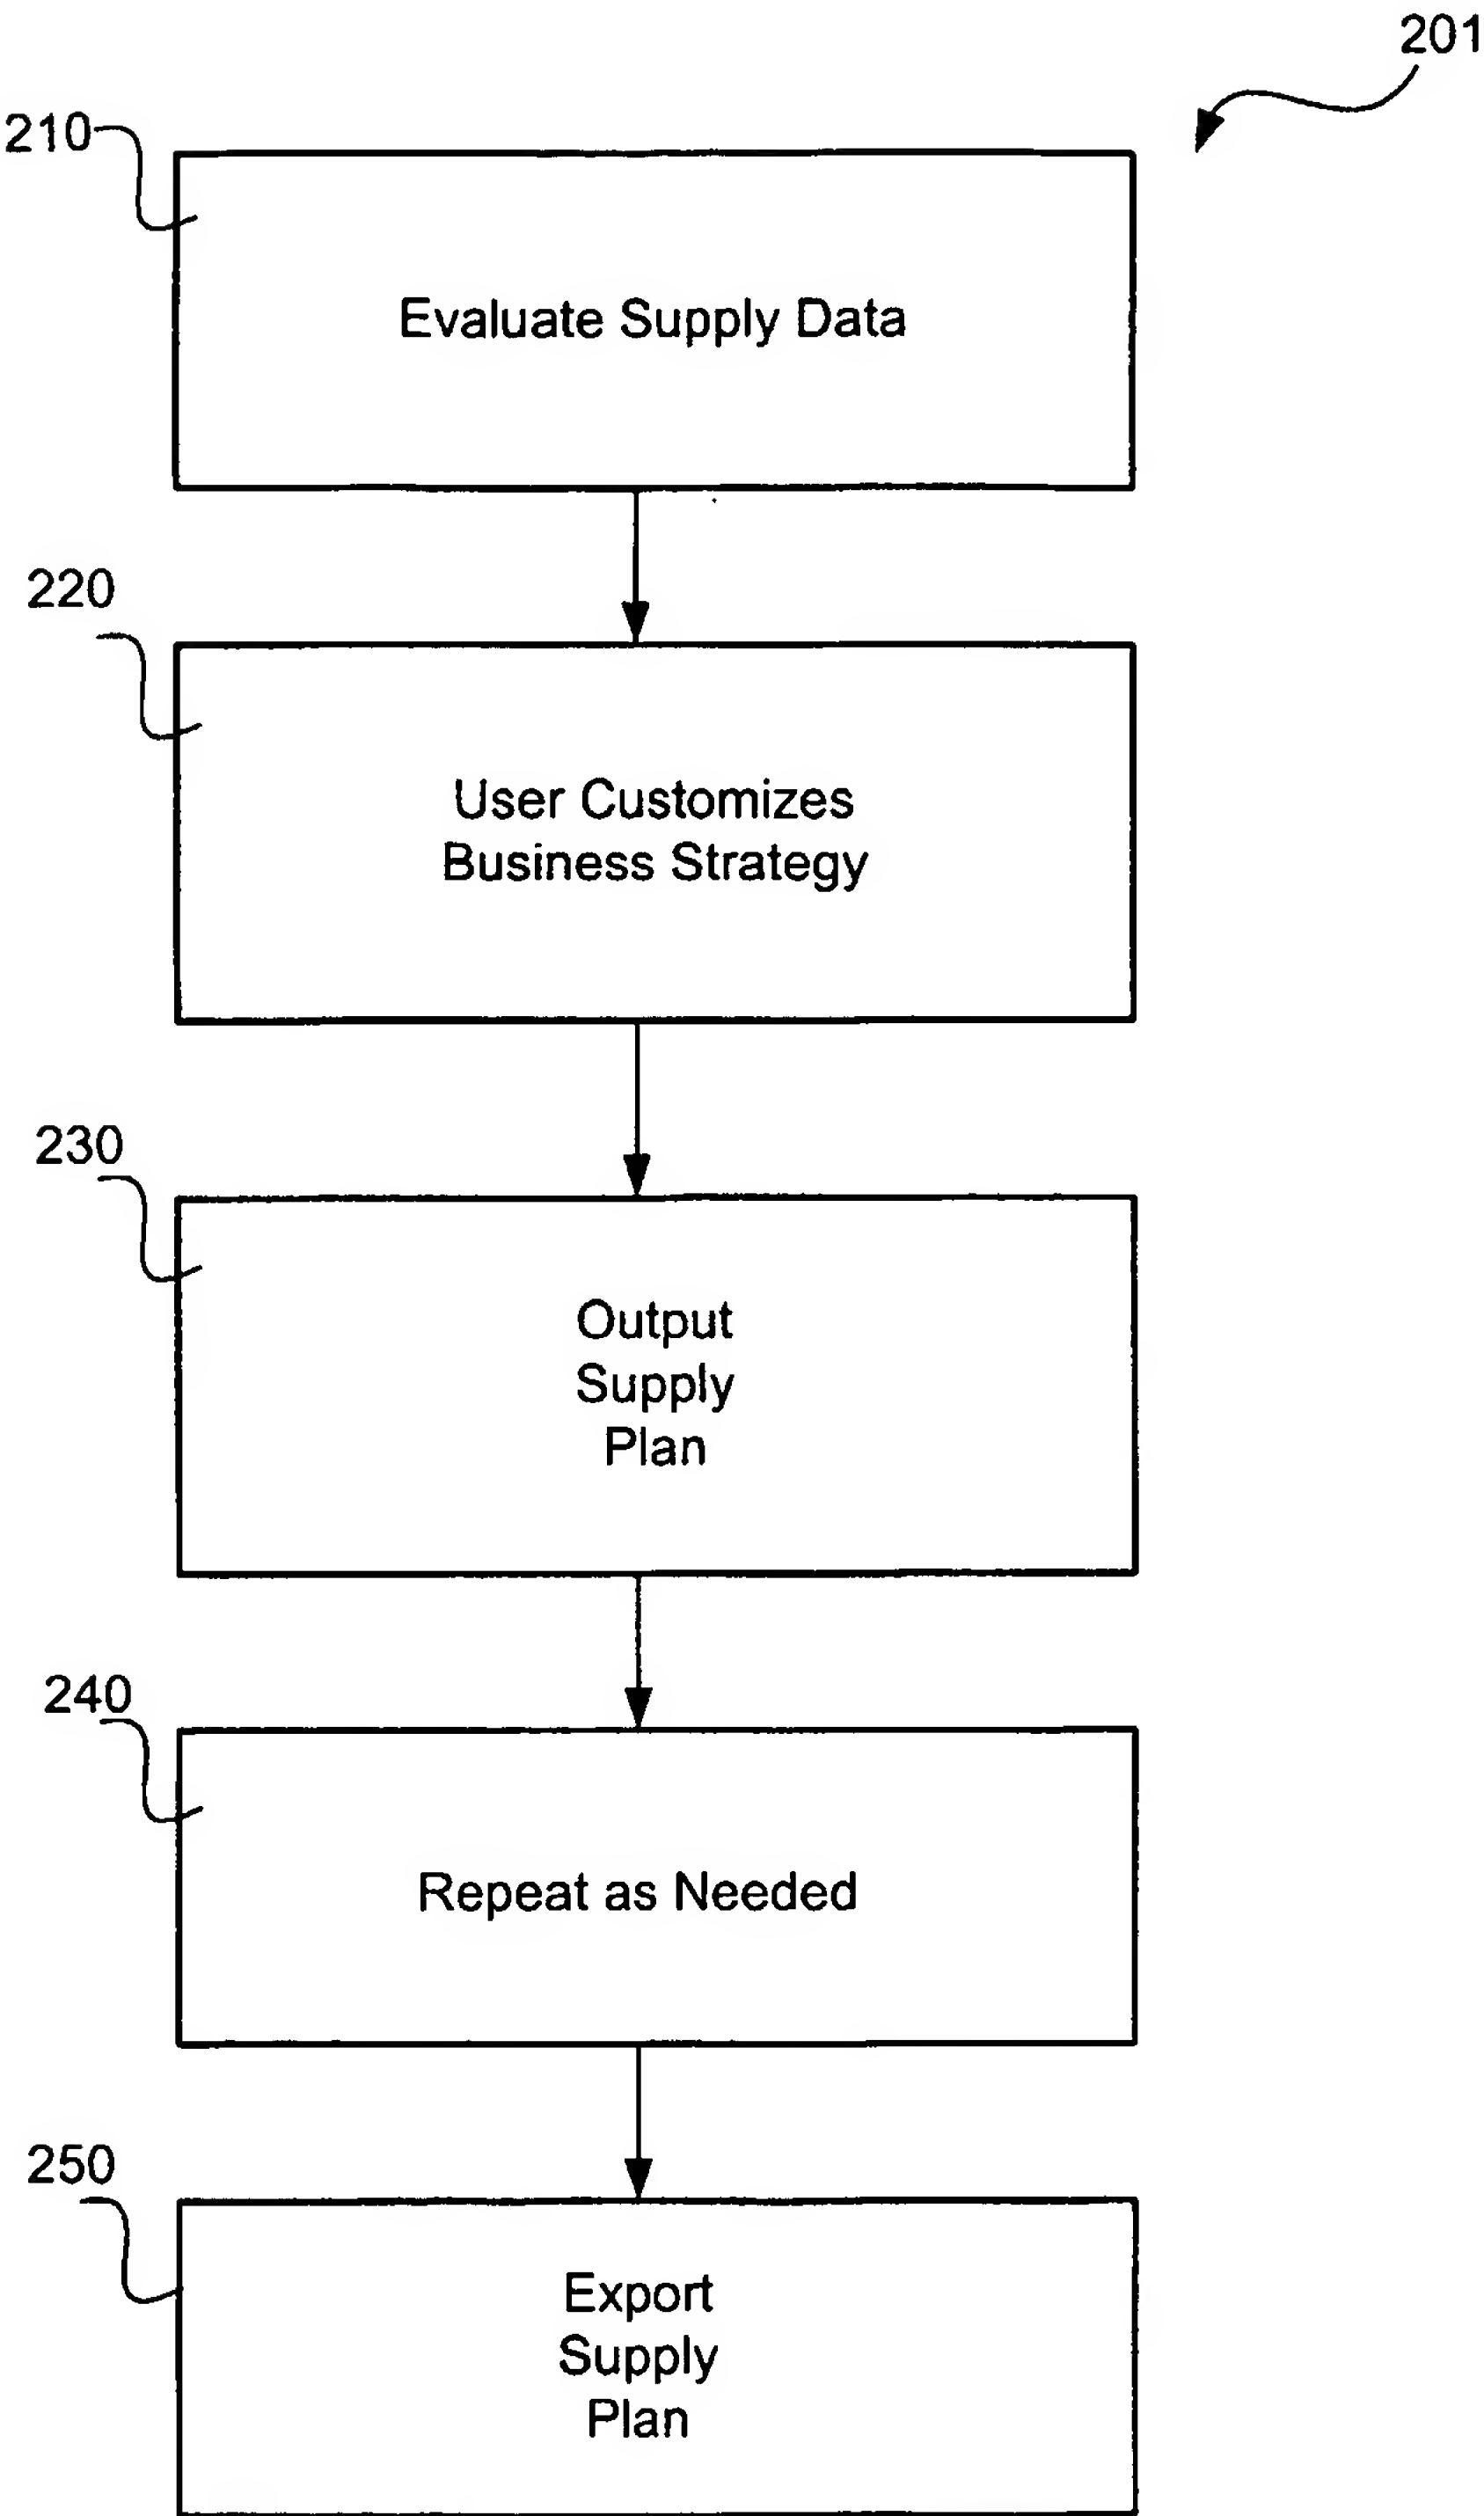 201
210
Evaluate Supply Data
220
User Customizes
Business Strategy
230
Output
Supply
Plan
240
Repeat as Needed
250
Export
Supply
Plan